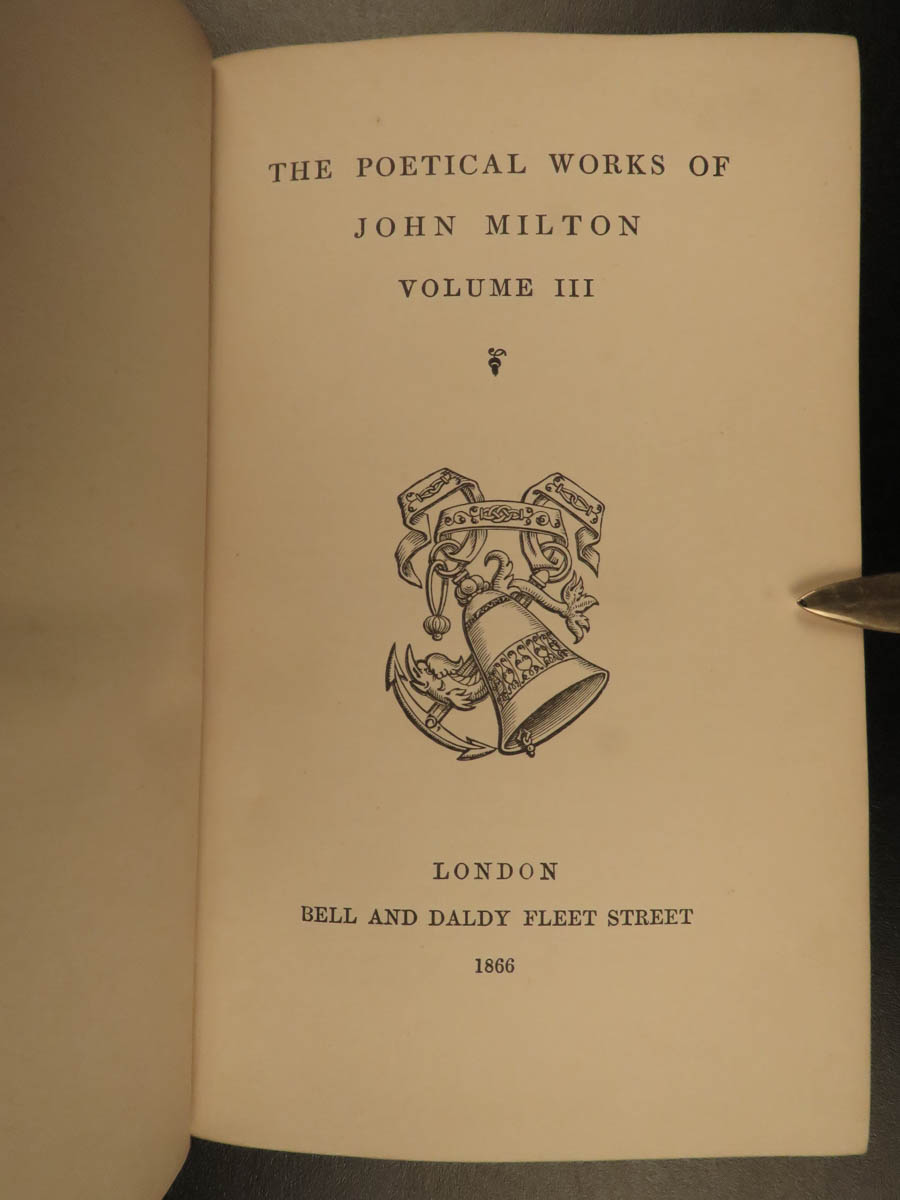 THE POETICAL WORKS OF
JOHN MILTON
VOLUME III
LONDON
BELL AND DALDY FLEET STREET
1866